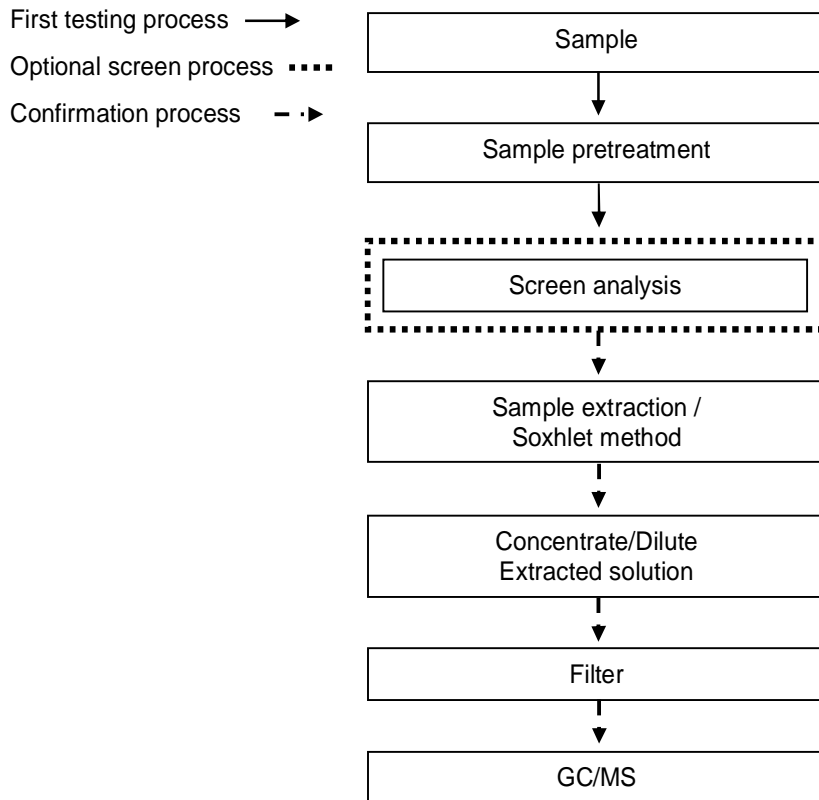 First testing process
Optional screen process
Confirmation process
Sample
Sample pretreatment
Screen analysis
Sample extraction /
Soxhlet method
Concentrate/Dilute
Extracted solution
Filter
GC/MS